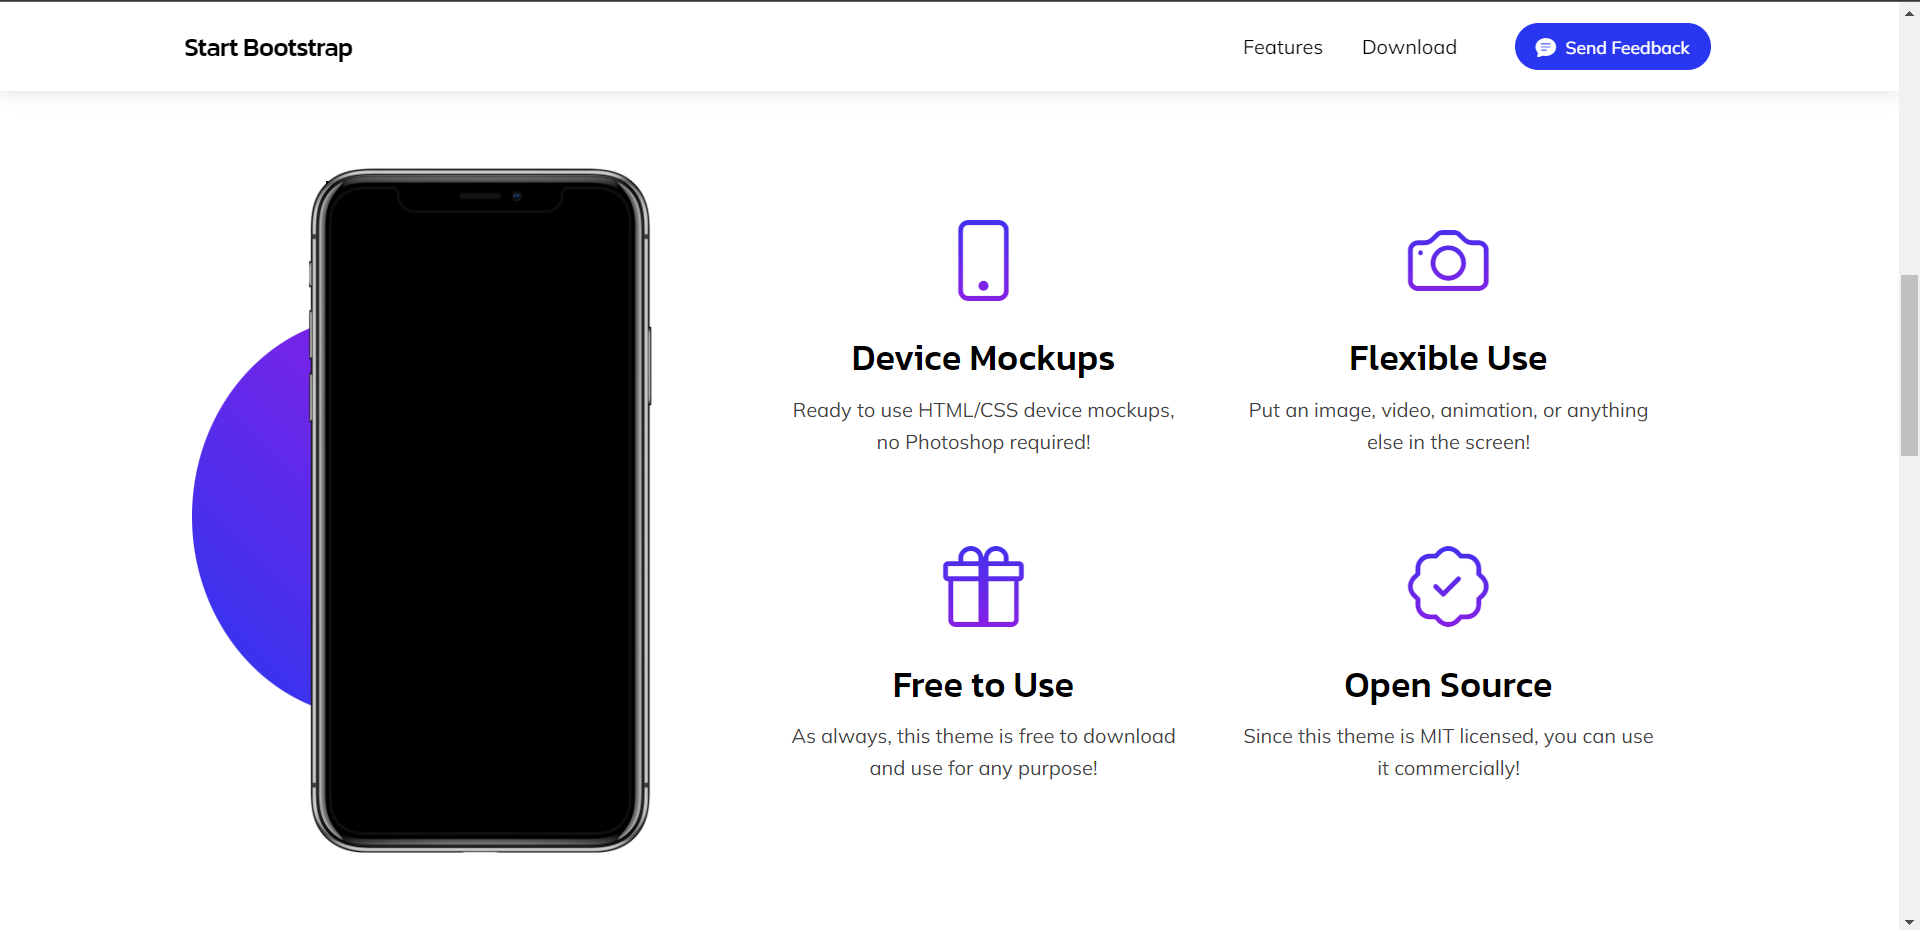 Start Bootstrap
Features
Download
Send Feedback
Device Mockups
Ready to use HTML/CSS device mockups,
no Photoshop required!
Flexible Use
Put an image, video, animation, or anything
else in the screen!
Free to Use
As always, this theme is free to download
and use for any purpose!
Open Source
Since this theme is MIT licensed, you can use
it commercially!